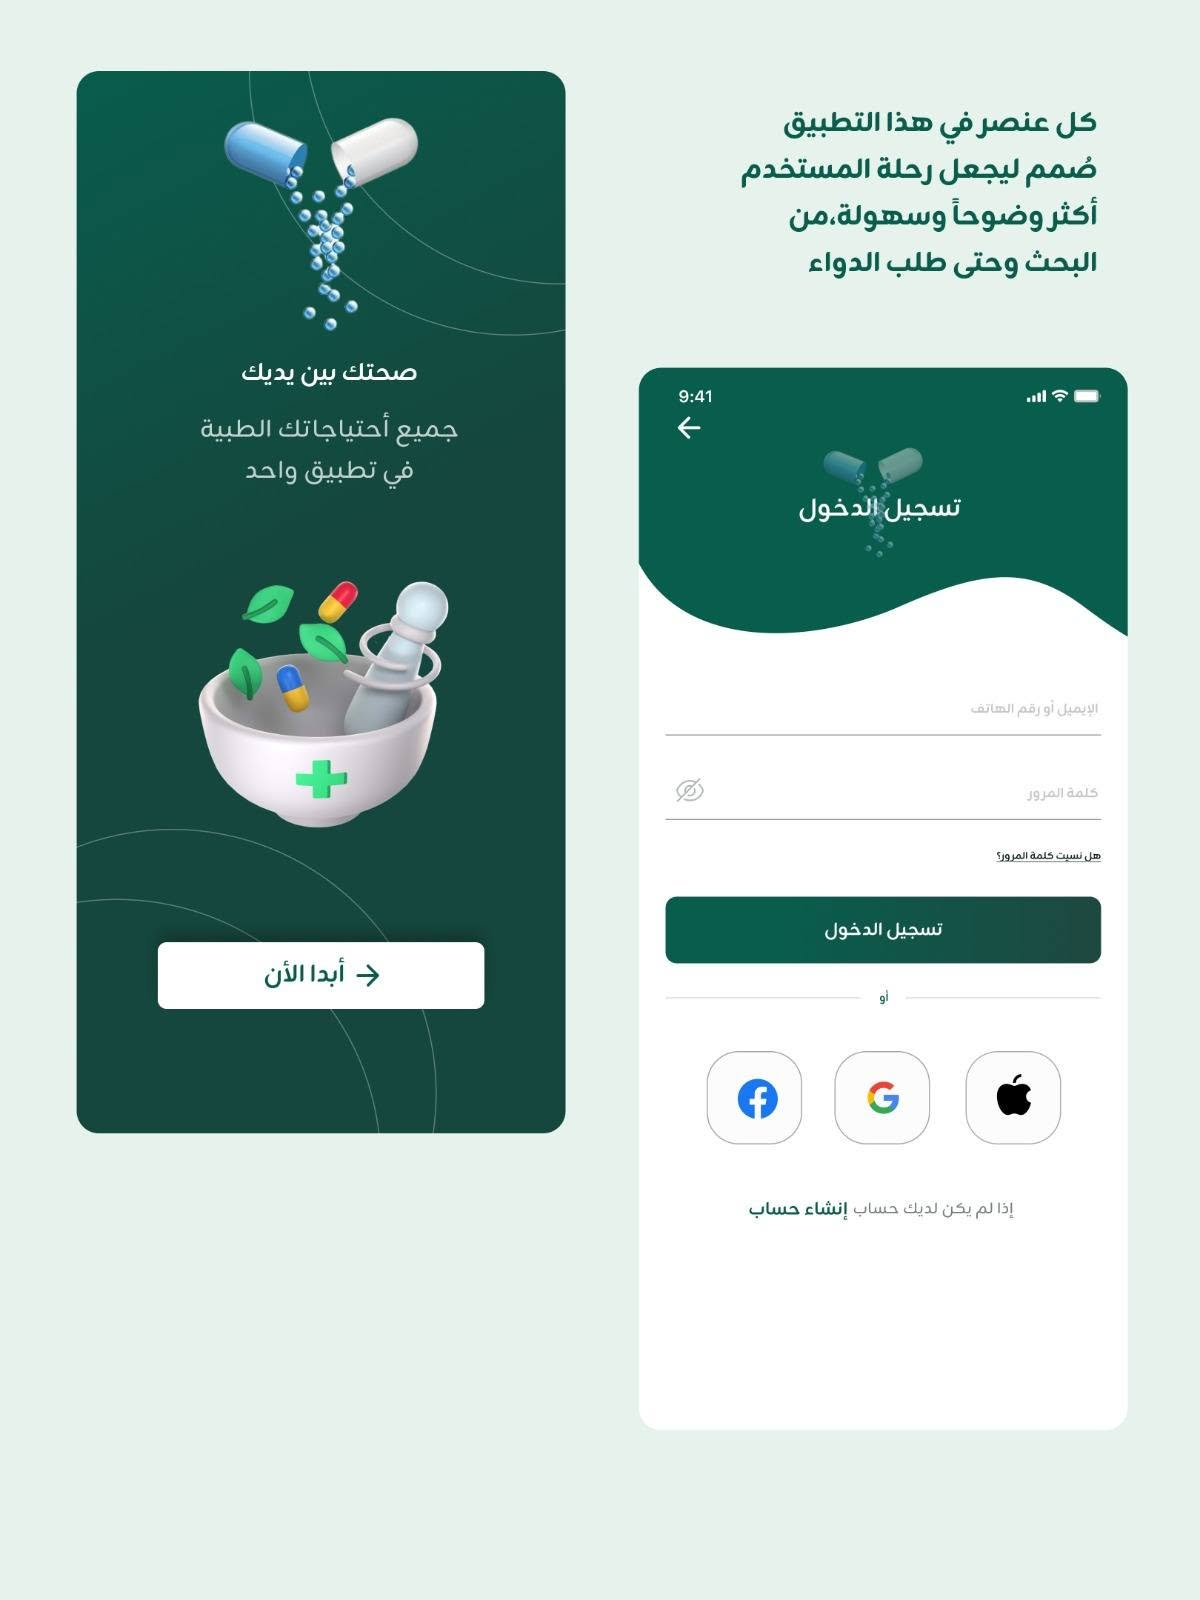 كل عنصر في هذا التطبيق
صُمم ليجعل رحلة المستخدم
أكثر وضوحاً وسهولة،من
البحث وحتى طلب الدواء
صحتك بين يديك
جميع أحتياجاتك الطبية
في تطبيق واحد
أبدا الأن
9:41
تسجيل الدخول
الإيميل أو رقم الهاتف
كلمة المرور
هل نسيت كلمة المرور؟
تسجيل الدخول
أو
إذا لم يكن لديك حساب إنشاء حساب